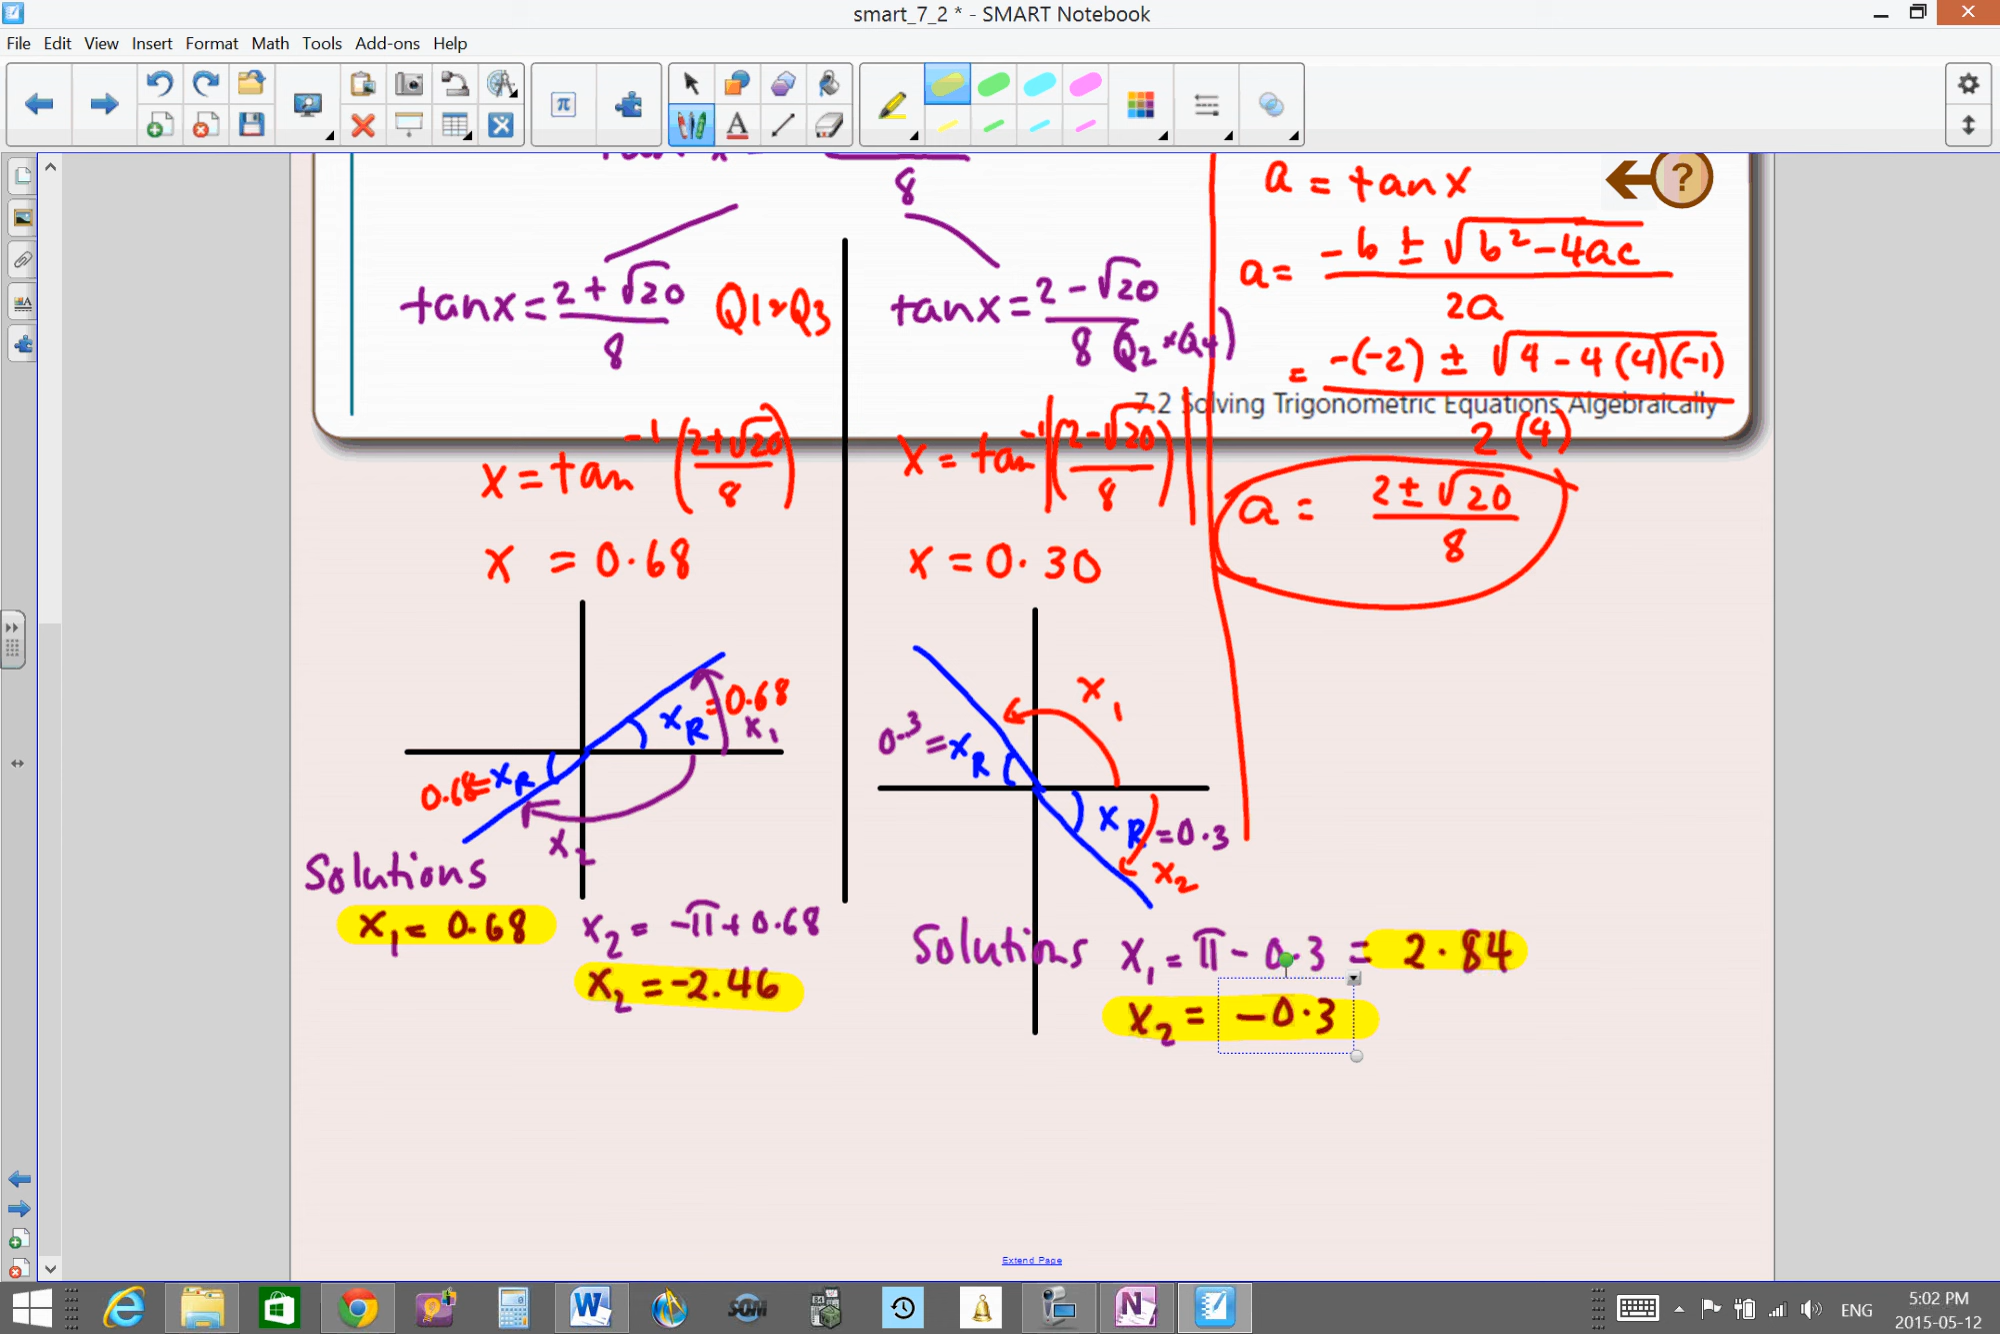 smart_7_2 * - SMART Notebook
File Edit View Insert Format Math Tools Add-ons Help
8
tanx = 2 + √20 / 8 Q1 & Q3
x = tan⁻¹ (2+√20 / 8)
x = 0.68
xR = 0.68
x₁
0.68 = xR
x₂
Solutions
x₁ = 0.68
x₂ = -π + 0.68
x₂ = -2.46
tanx = 2 - √20 / 8 (Q2 & Q4)
x = tan⁻¹ |(2-√20 / 8)|
x = 0.30
x₁
0.3 = xR
xR = 0.3
x₂
Solutions x₁ = π - 0.3 = 2.84
x₂ = -0.3
a = tanx
a = -b ± √b² - 4ac / 2a
= -(-2) ± √4 - 4(4)(-1) / 2(4)
7.2 Solving Trigonometric Equations Algebraically
a = 2 ± √20 / 8
?
Extend Page
ENG
5:02 PM
2015-05-12